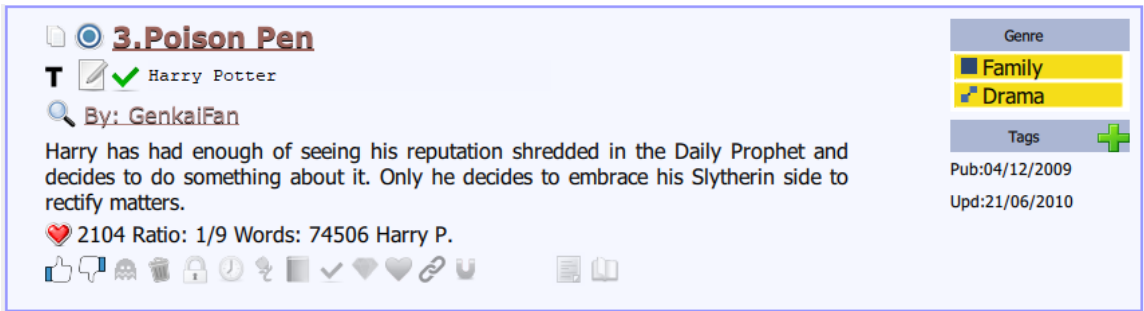 3.Poison Pen
T Harry Potter
By: GenkaiFan
Harry has had enough of seeing his reputation shredded in the Daily Prophet and
decides to do something about it. Only he decides to embrace his Slytherin side to
rectify matters.
2104 Ratio: 1/9 Words: 74506 Harry P.
Genre
Family
Drama
Tags
Pub:04/12/2009
Upd:21/06/2010